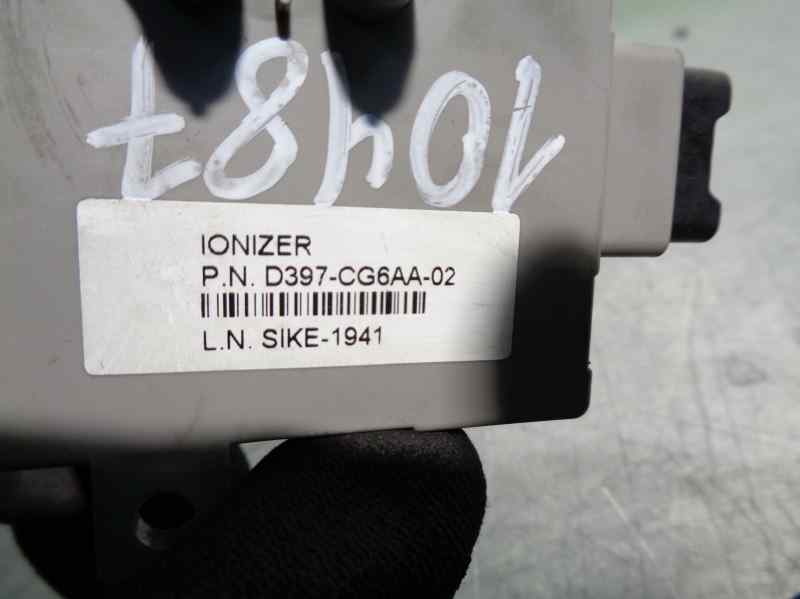 10487
IONIZER
P.N. D397-CG6AA-02
L.N. SIKE-1941